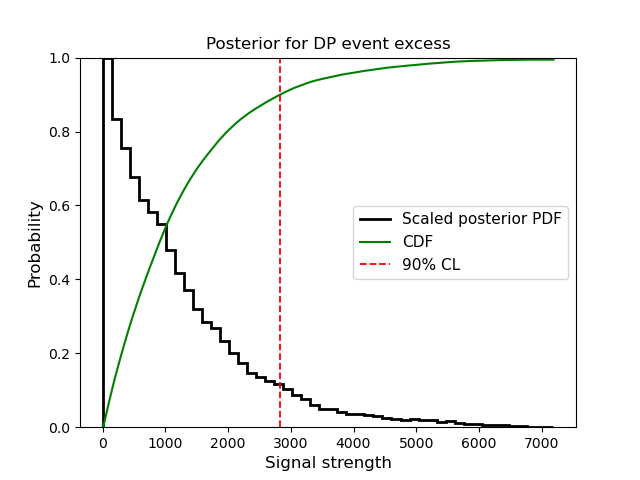 Posterior for DP event excess
1.0
0.8
0.6
0.4
0.2
0.0
Probability
Scaled posterior PDF
CDF
90% CL
0 1000 2000 3000 4000 5000 6000 7000
Signal strength